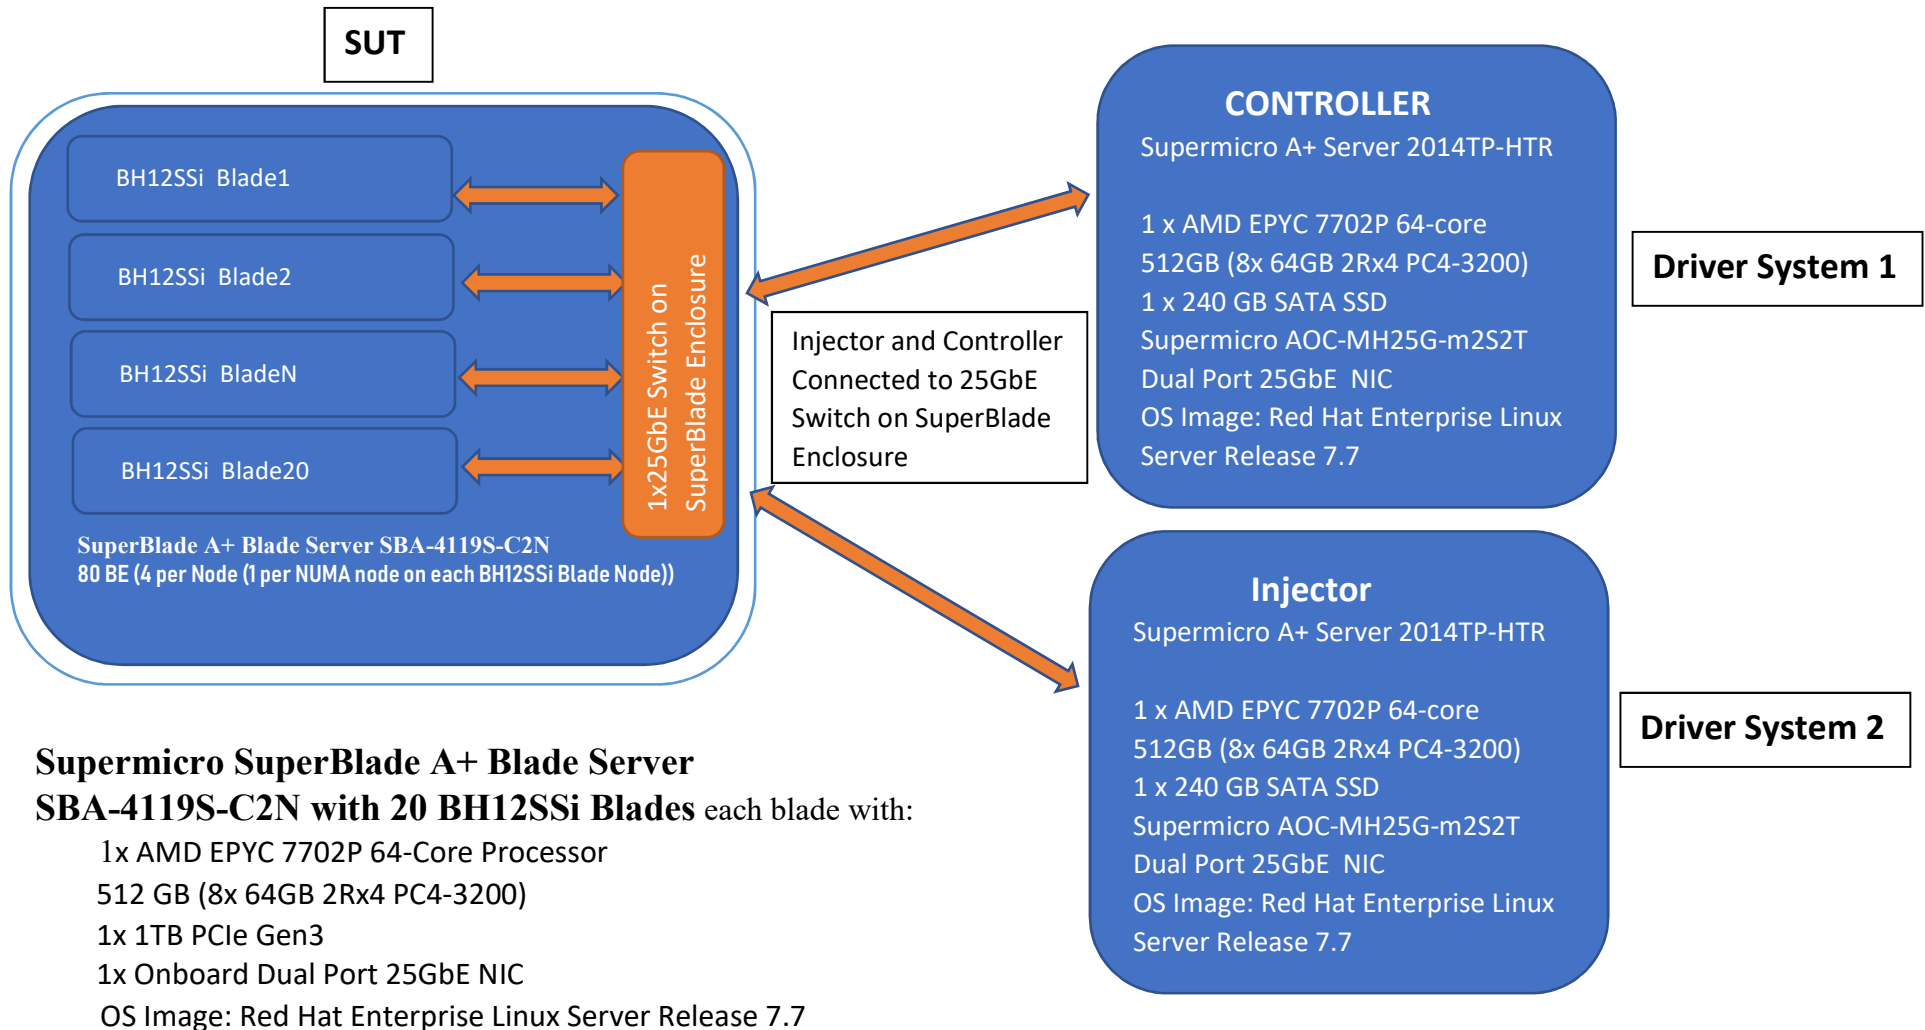 SUT
BH12SSi Blade1
BH12SSi Blade2
BH12SSi BladeN
BH12SSi Blade20
1x25GbE Switch on
SuperBlade Enclosure
SuperBlade A+ Blade Server SBA-4119S-C2N
80 BE (4 per Node (1 per NUMA node on each BH12SSi Blade Node))
Injector and Controller
Connected to 25GbE
Switch on SuperBlade
Enclosure
CONTROLLER
Supermicro A+ Server 2014TP-HTR
1 x AMD EPYC 7702P 64-core
512GB (8x 64GB 2Rx4 PC4-3200)
1 x 240 GB SATA SSD
Supermicro AOC-MH25G-m2S2T
Dual Port 25GbE NIC
OS Image: Red Hat Enterprise Linux
Server Release 7.7
Driver System 1
Injector
Supermicro A+ Server 2014TP-HTR
1 x AMD EPYC 7702P 64-core
512GB (8x 64GB 2Rx4 PC4-3200)
1 x 240 GB SATA SSD
Supermicro AOC-MH25G-m2S2T
Dual Port 25GbE NIC
OS Image: Red Hat Enterprise Linux
Server Release 7.7
Driver System 2
Supermicro SuperBlade A+ Blade Server
SBA-4119S-C2N with 20 BH12SSi Blades each blade with:
1x AMD EPYC 7702P 64-Core Processor
512 GB (8x 64GB 2Rx4 PC4-3200)
1x 1TB PCIe Gen3
1x Onboard Dual Port 25GbE NIC
OS Image: Red Hat Enterprise Linux Server Release 7.7